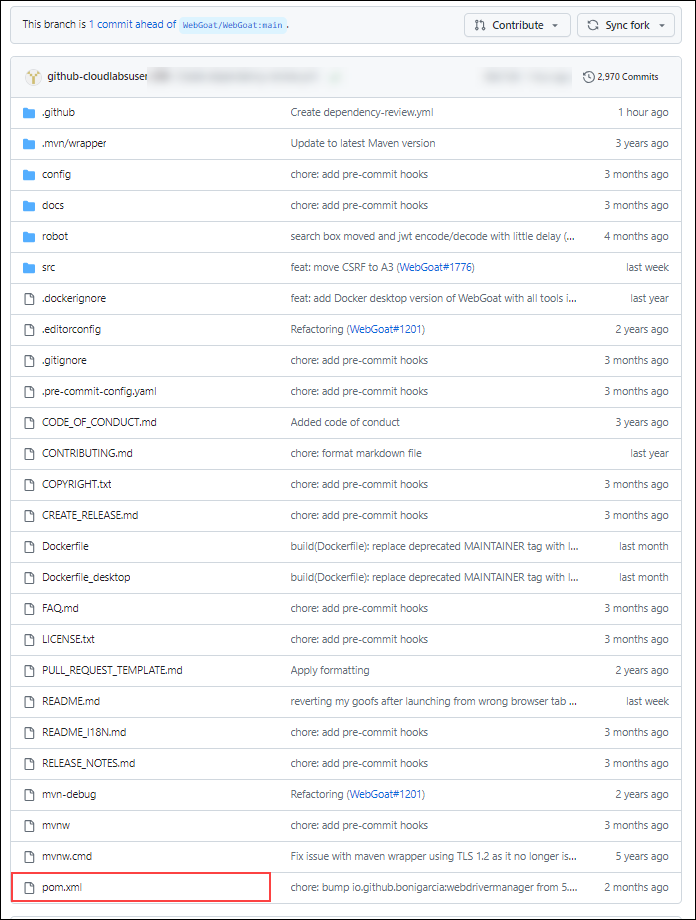 This branch is 1 commit ahead of WebGoat/WebGoat:main .
Contribute
Sync fork
github-cloudlabsuser
2,970 Commits
.github Create dependency-review.yml 1 hour ago
.mvn/wrapper Update to latest Maven version 3 years ago
config chore: add pre-commit hooks 3 months ago
docs chore: add pre-commit hooks 3 months ago
robot search box moved and jwt encode/decode with little delay (... 4 months ago
src feat: move CSRF to A3 (WebGoat#1776) last week
.dockerignore feat: add Docker desktop version of WebGoat with all tools i... last year
.editorconfig Refactoring (WebGoat#1201) 2 years ago
.gitignore chore: add pre-commit hooks 3 months ago
.pre-commit-config.yaml chore: add pre-commit hooks 3 months ago
CODE_OF_CONDUCT.md Added code of conduct 3 years ago
CONTRIBUTING.md chore: format markdown file last year
COPYRIGHT.txt chore: add pre-commit hooks 3 months ago
CREATE_RELEASE.md chore: add pre-commit hooks 3 months ago
Dockerfile build(Dockerfile): replace deprecated MAINTAINER tag with l... last month
Dockerfile_desktop build(Dockerfile): replace deprecated MAINTAINER tag with l... last month
FAQ.md chore: add pre-commit hooks 3 months ago
LICENSE.txt chore: add pre-commit hooks 3 months ago
PULL_REQUEST_TEMPLATE.md Apply formatting 2 years ago
README.md reverting my goofs after launching from wrong browser tab ... last week
README_I18N.md chore: add pre-commit hooks 3 months ago
RELEASE_NOTES.md chore: add pre-commit hooks 3 months ago
mvn-debug Refactoring (WebGoat#1201) 2 years ago
mvnw chore: add pre-commit hooks 3 months ago
mvnw.cmd Fix issue with maven wrapper using TLS 1.2 as it no longer is... 5 years ago
pom.xml chore: bump io.github.bonigarcia:webdrivermanager from 5.... 2 months ago